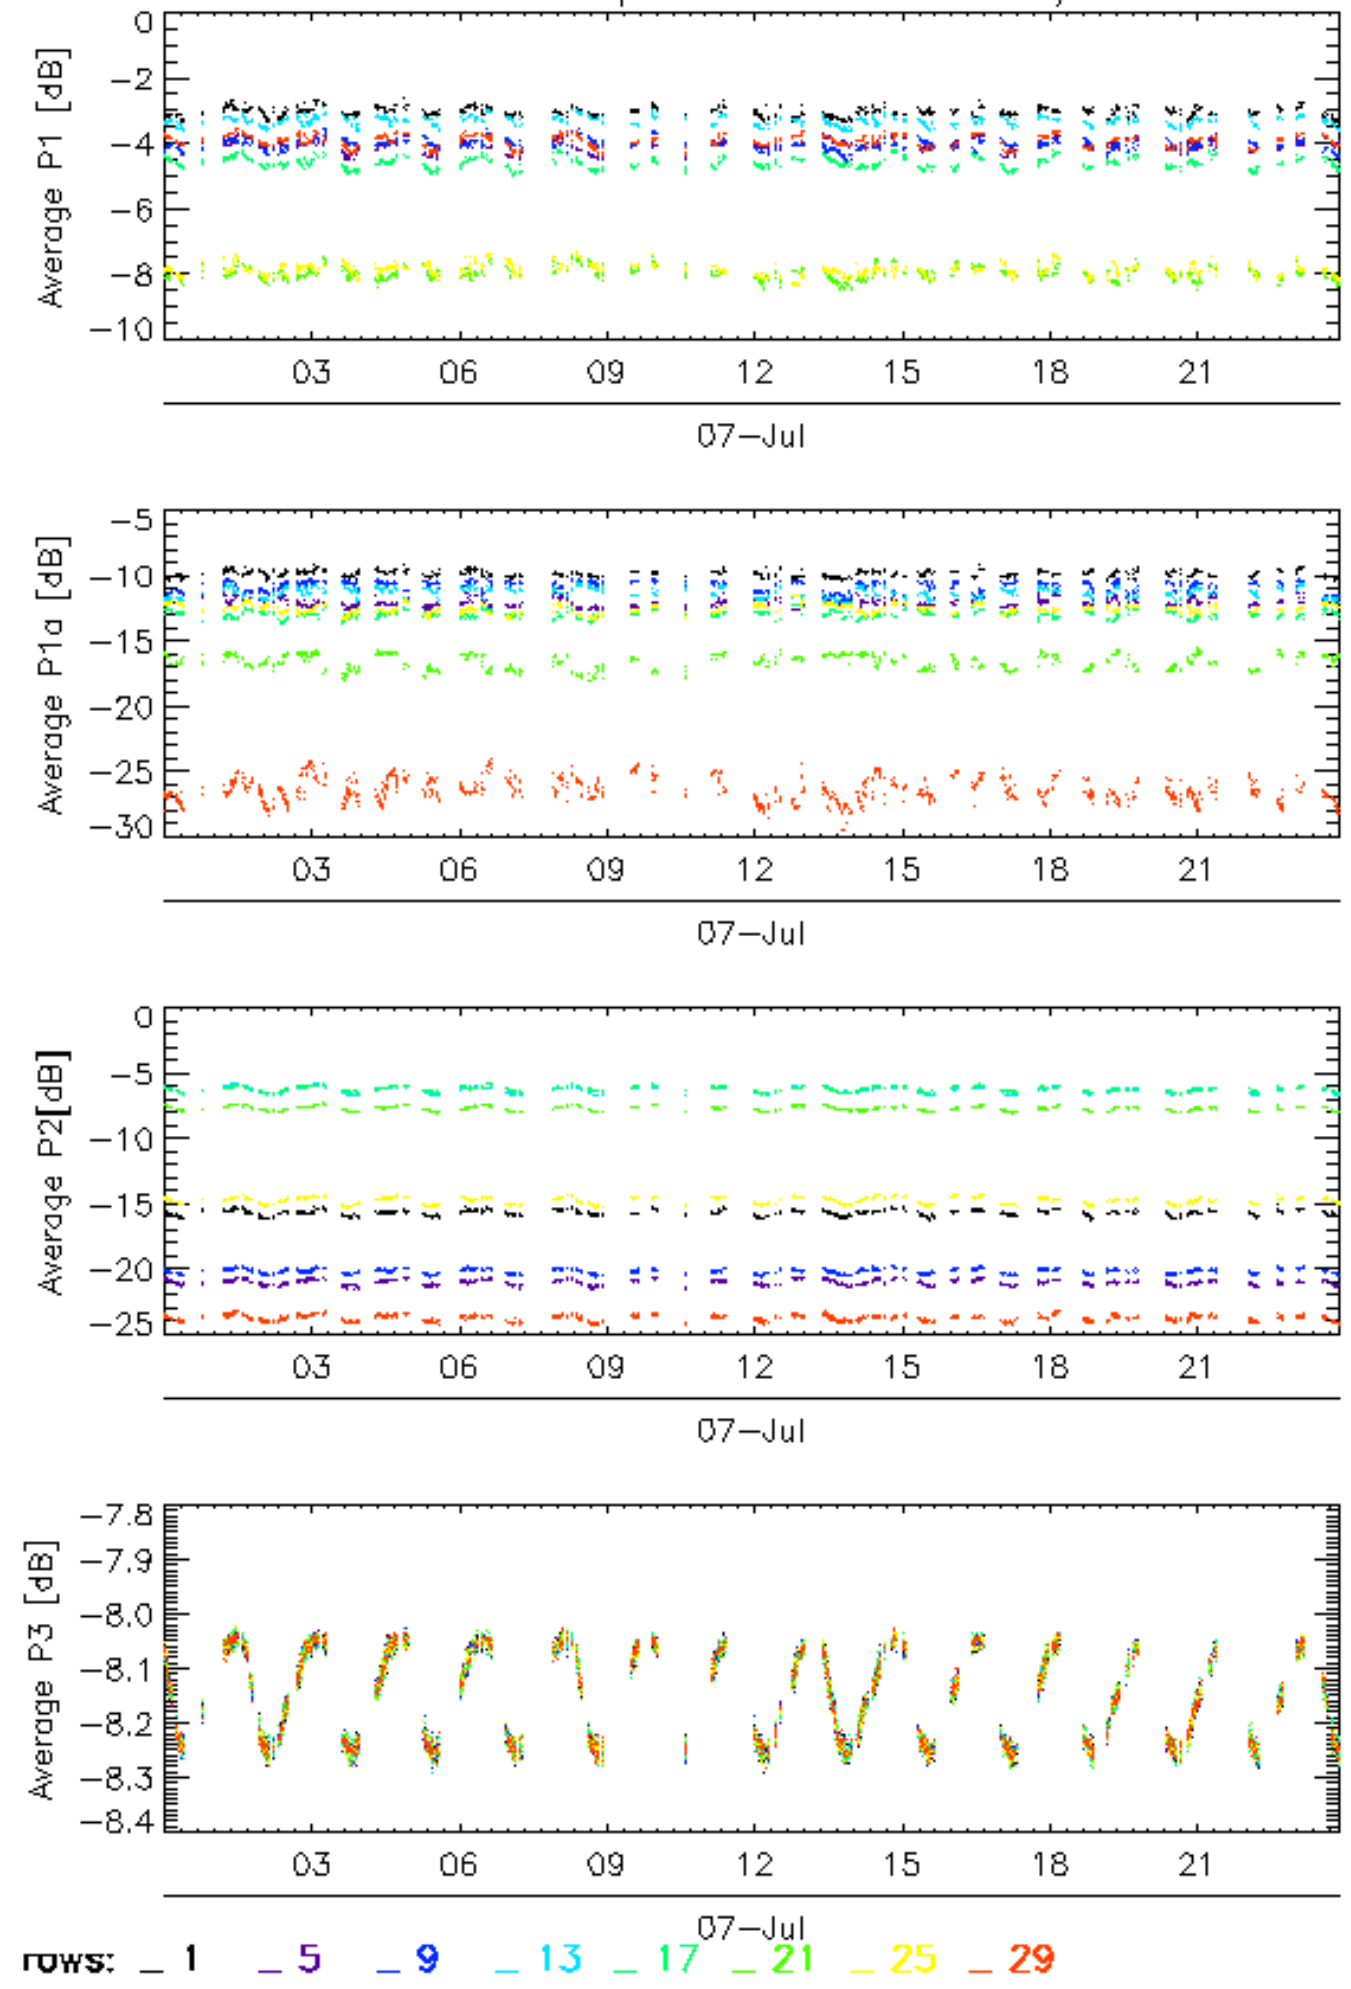 0
−2
−4
−6
−8
−10
Average P1 [dB]
03 06 09 12 15 18 21
07−Jul
−5
−10
−15
−20
−25
−30
Average P1a [dB]
03 06 09 12 15 18 21
07−Jul
0
−5
−10
−15
−20
−25
Average P2[dB]
03 06 09 12 15 18 21
07−Jul
−7.8
−7.9
−8.0
−8.1
−8.2
−8.3
−8.4
Average P3 [dB]
03 06 09 12 15 18 21
07−Jul
rows: _ 1 _ 5 _ 9 _ 13 _ 17 _ 21 _ 25 _ 29